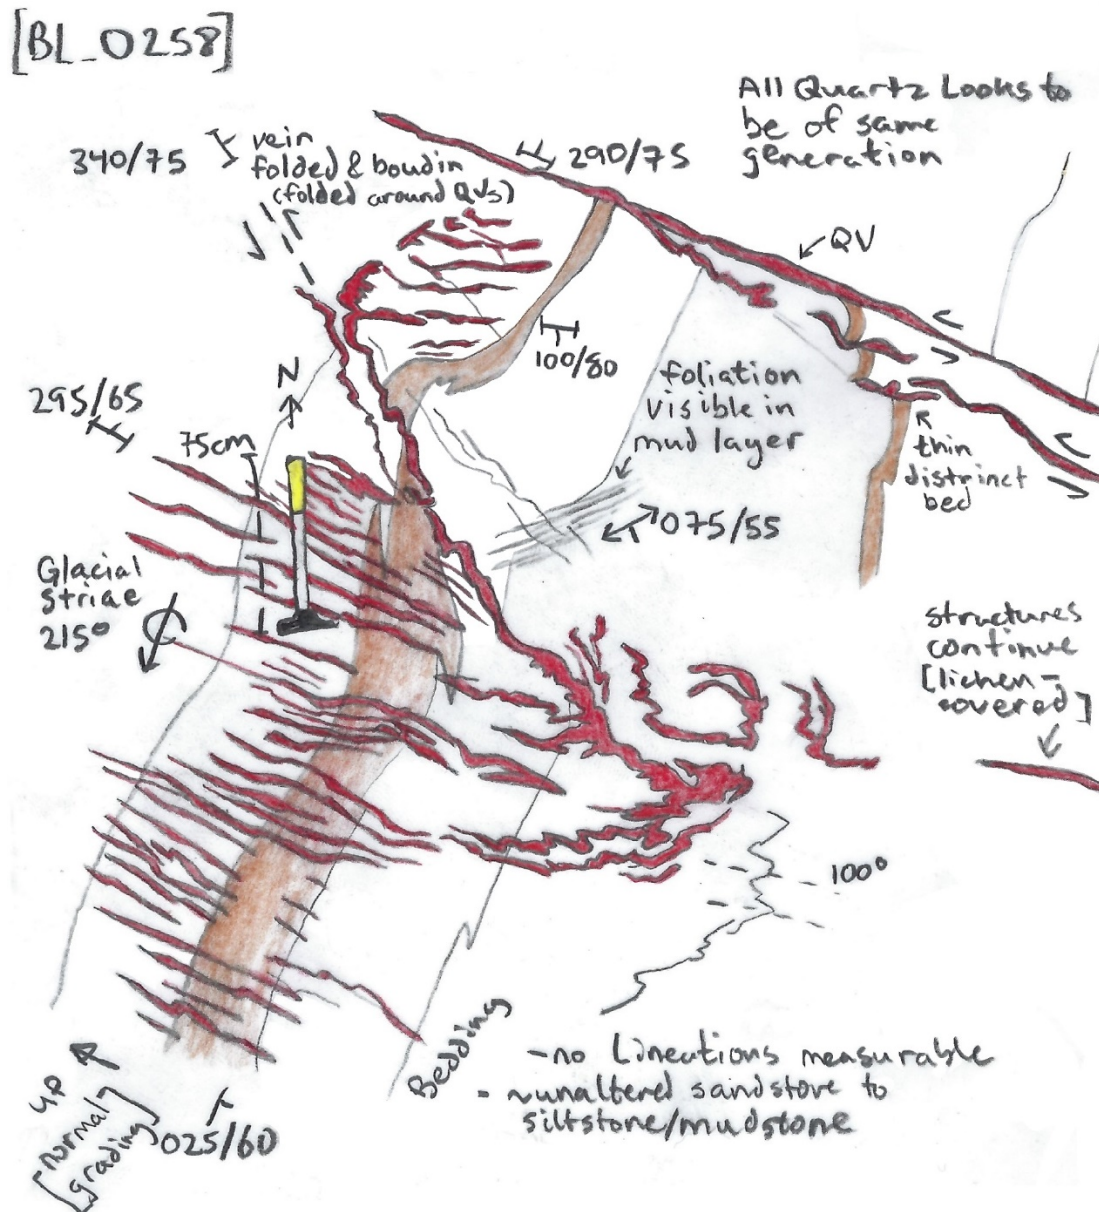 [BL_0258]
All Quartz Looks to
be of same
generation
340/75
vein
folded & boudin
(folded around QVs)
290/75
QV
100/80
295/65
N
75cm
foliation
visible in
mud layer
thin
distrinct
bed
075/55
Glacial
striae
215°
structures
continue
[lichen-
covered]
100°
Bedding
-no Lineations measurable
- ~unaltered sandstone to
siltstone/mudstone
UP
[normal
grading]
025/60